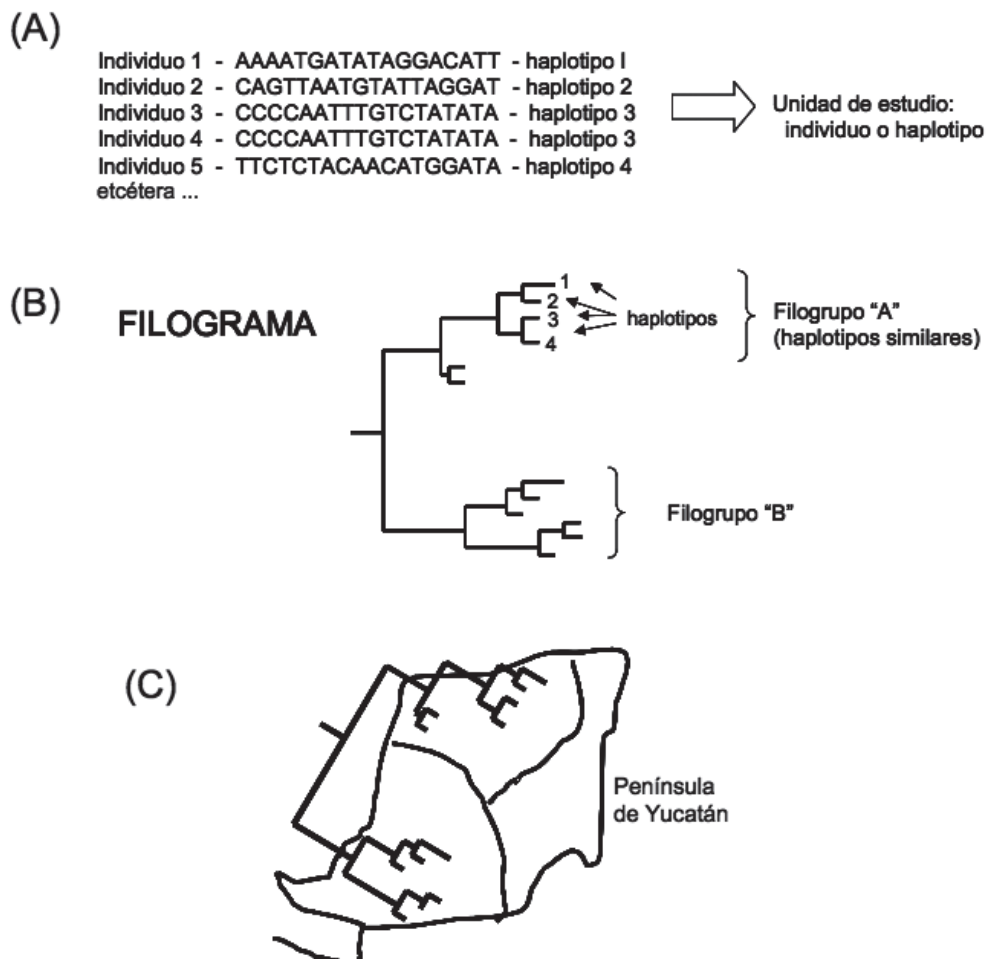 (A)
Individuo 1 - AAAATGATATAGGACATT - haplotipo I
Individuo 2 - CAGTTAATGTATTAGGAT - haplotipo 2
Individuo 3 - CCCCAATTTGTCTATATA - haplotipo 3
Individuo 4 - CCCCAATTTGTCTATATA - haplotipo 3
Individuo 5 - TTCTCTACAACATGGATA - haplotipo 4
etcétera ...
Unidad de estudio:
individuo o haplotipo
(B)
FILOGRAMA
1
2
3
4
haplotipos
Filogrupo “A”
(haplotipos similares)
Filogrupo “B”
(C)
Península
de Yucatán